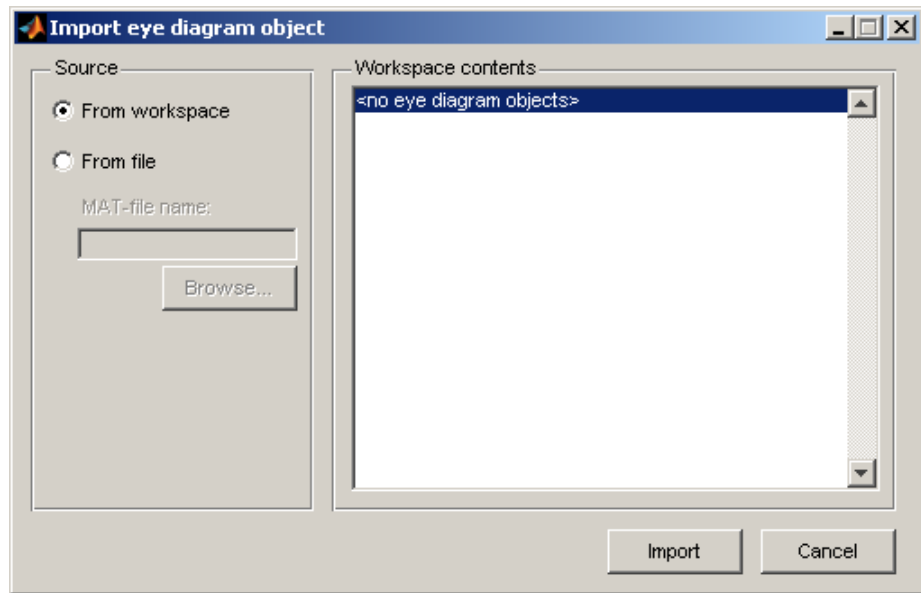 Import eye diagram object
Source
From workspace
From file
MAT-file name:
Browse...
Workspace contents
<no eye diagram objects>
Import
Cancel